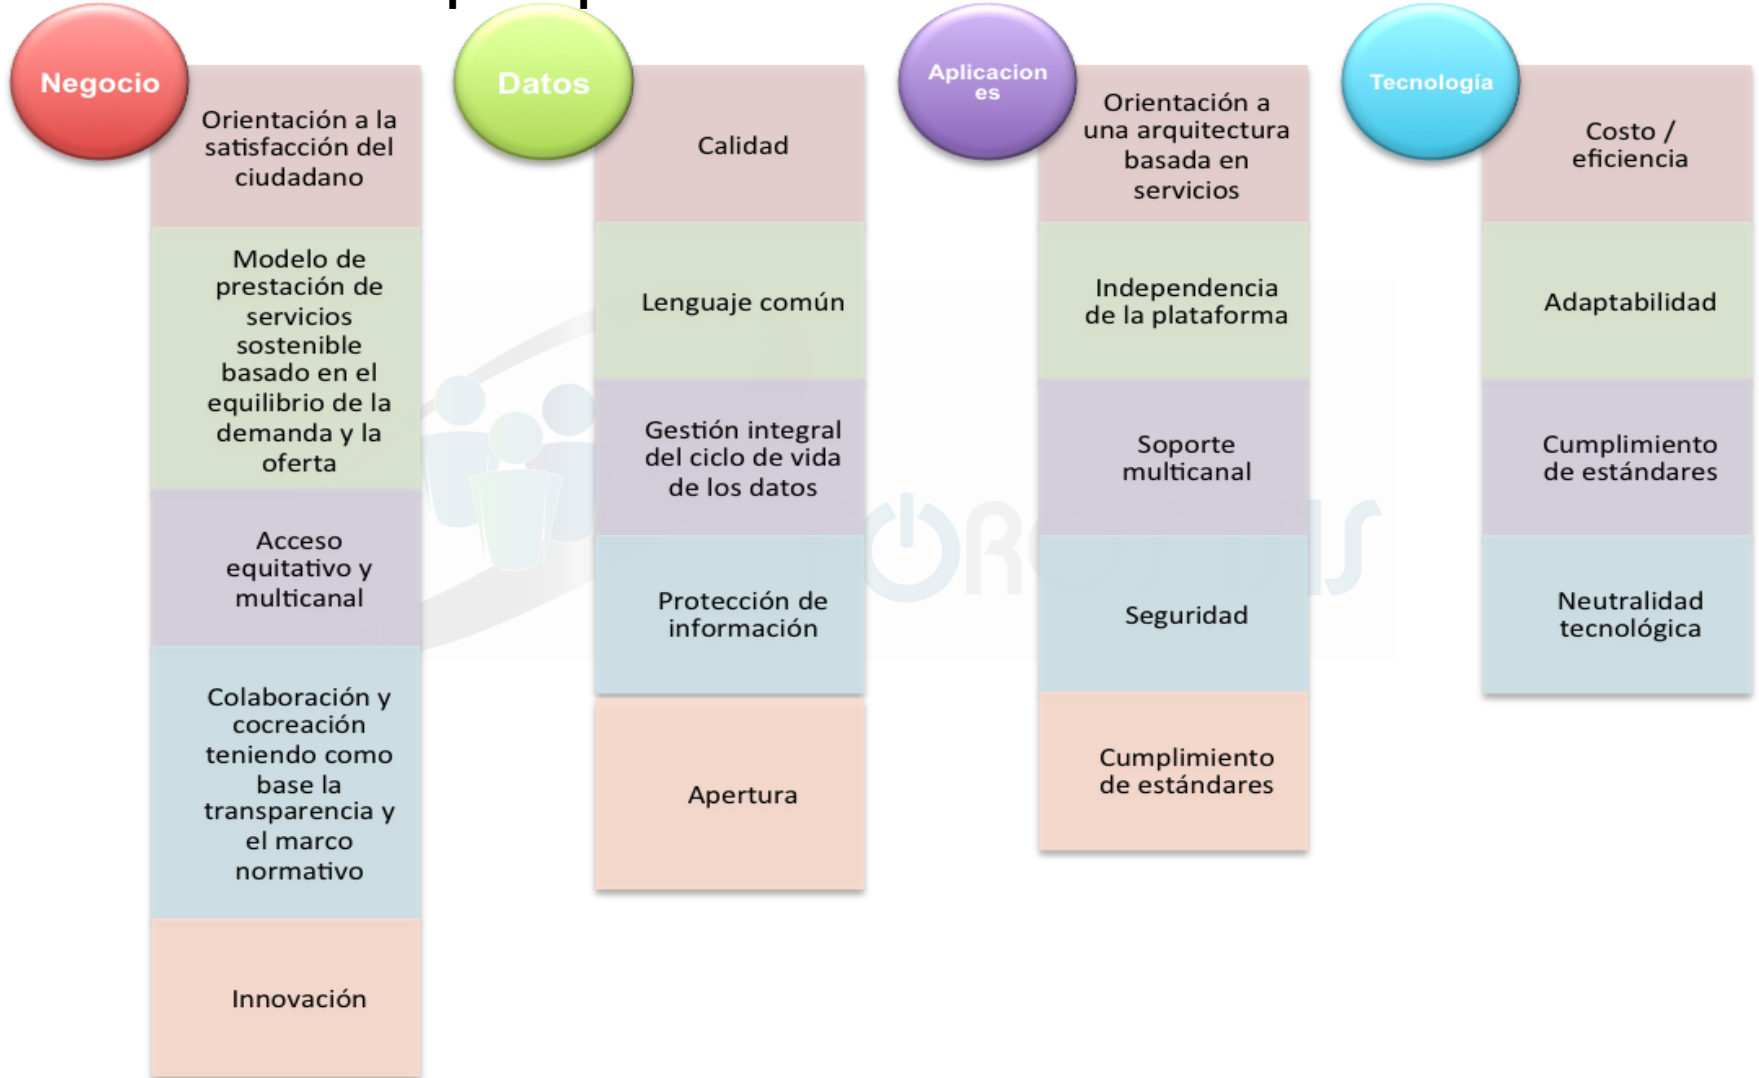 Negocio
Orientación a la
satisfacción del
ciudadano
Modelo de
prestación de
servicios
sostenible
basado en el
equilibrio de la
demanda y la
oferta
Acceso
equitativo y
multicanal
Colaboración y
cocreación
teniendo como
base la
transparencia y
el marco
normativo
Innovación
Datos
Calidad
Lenguaje común
Gestión integral
del ciclo de vida
de los datos
Protección de
información
Apertura
Aplicacion
es
Orientación a
una arquitectura
basada en
servicios
Independencia
de la plataforma
Soporte
multicanal
Seguridad
Cumplimiento
de estándares
Tecnología
Costo /
eficiencia
Adaptabilidad
Cumplimiento
de estándares
Neutralidad
tecnológica